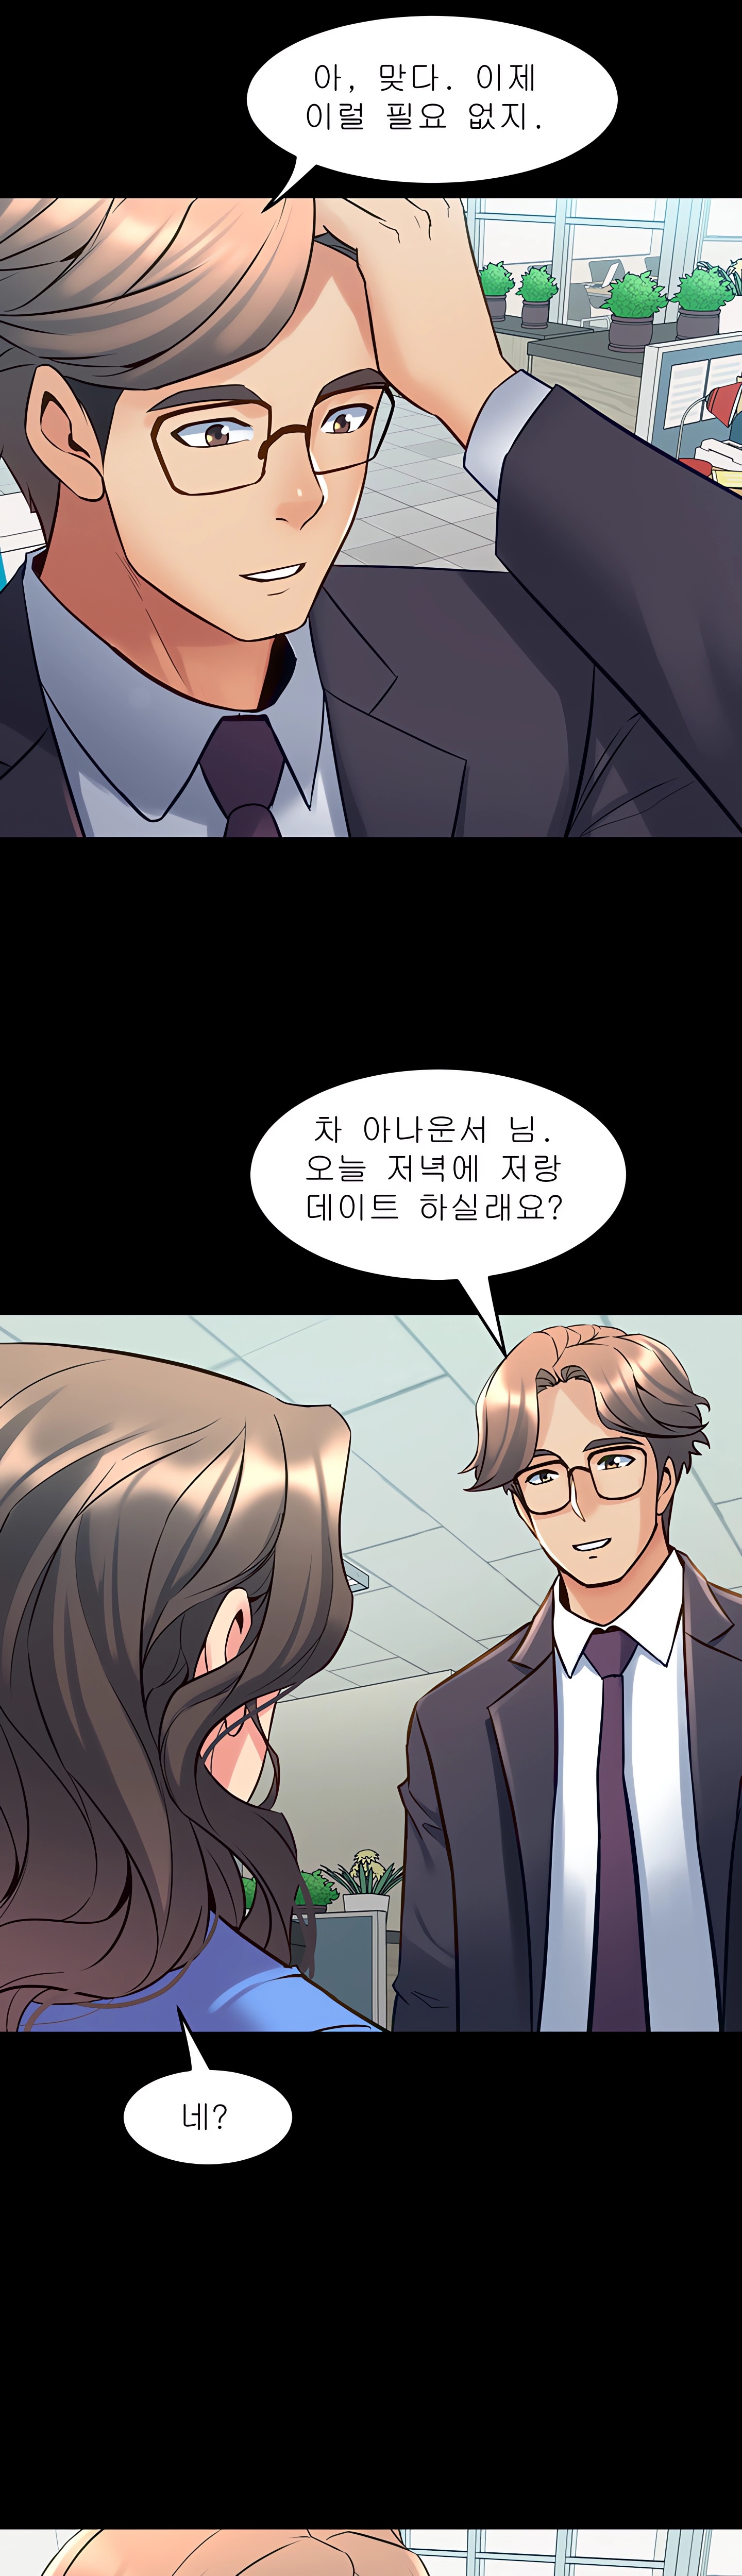 아, 맞다. 이제
이럴 필요 없지.
차 아나운서 님.
오늘 저녁에 저랑
데이트 하실래요?
네?